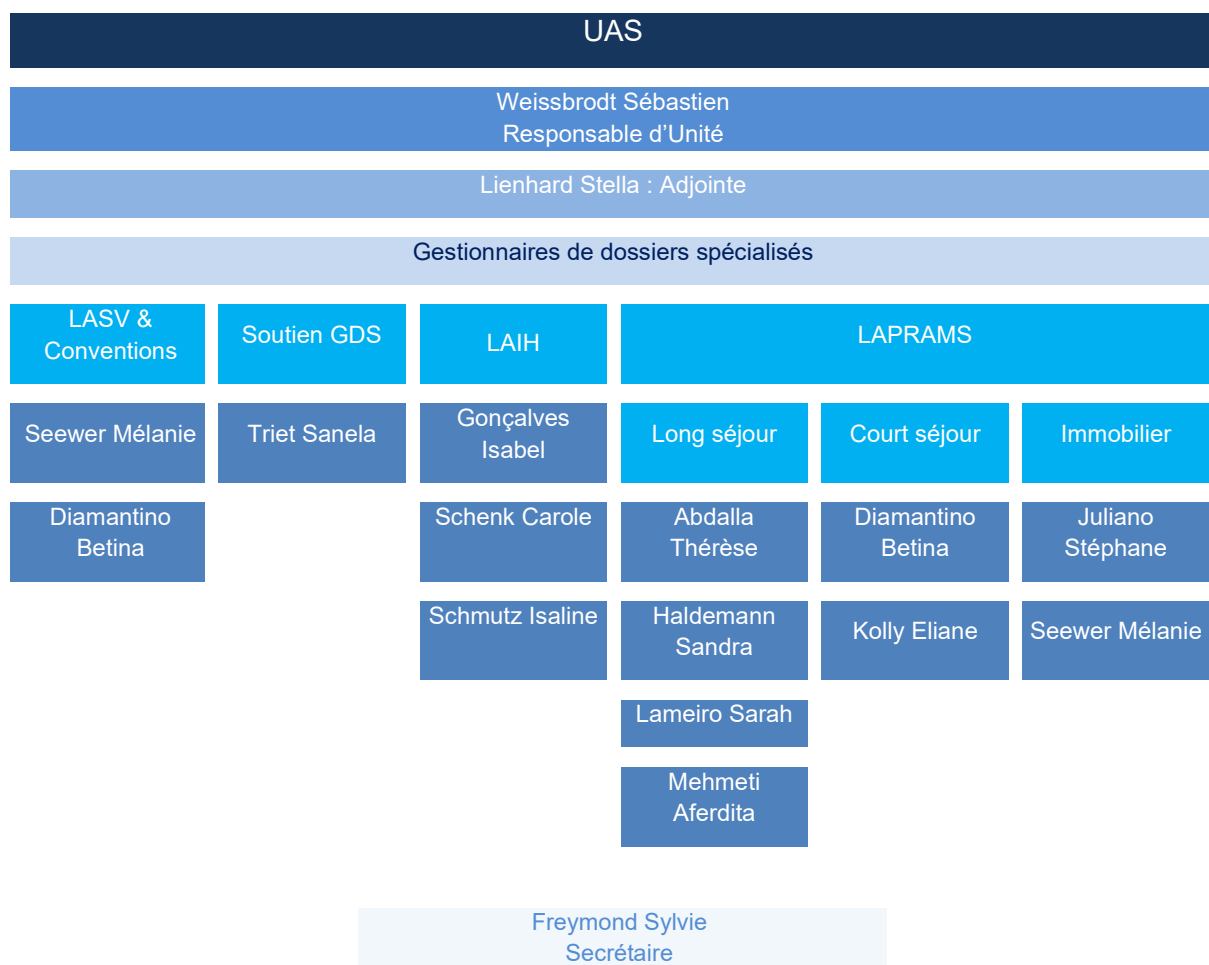 UAS
Weissbrodt Sébastien
Responsable d’Unité
Lienhard Stella : Adjointe
Gestionnaires de dossiers spécialisés
LASV &
Conventions
Soutien GDS
LAIH
LAPRAMS
Seewer Mélanie
Triet Sanela
Gonçalves
Isabel
Long séjour
Court séjour
Immobilier
Diamantino
Betina
Schenk Carole
Abdalla
Thérèse
Diamantino
Betina
Juliano
Stéphane
Schmutz Isaline
Haldemann
Sandra
Kolly Eliane
Seewer Mélanie
Lameiro Sarah
Mehmeti
Aferdita
Freymond Sylvie
Secrétaire